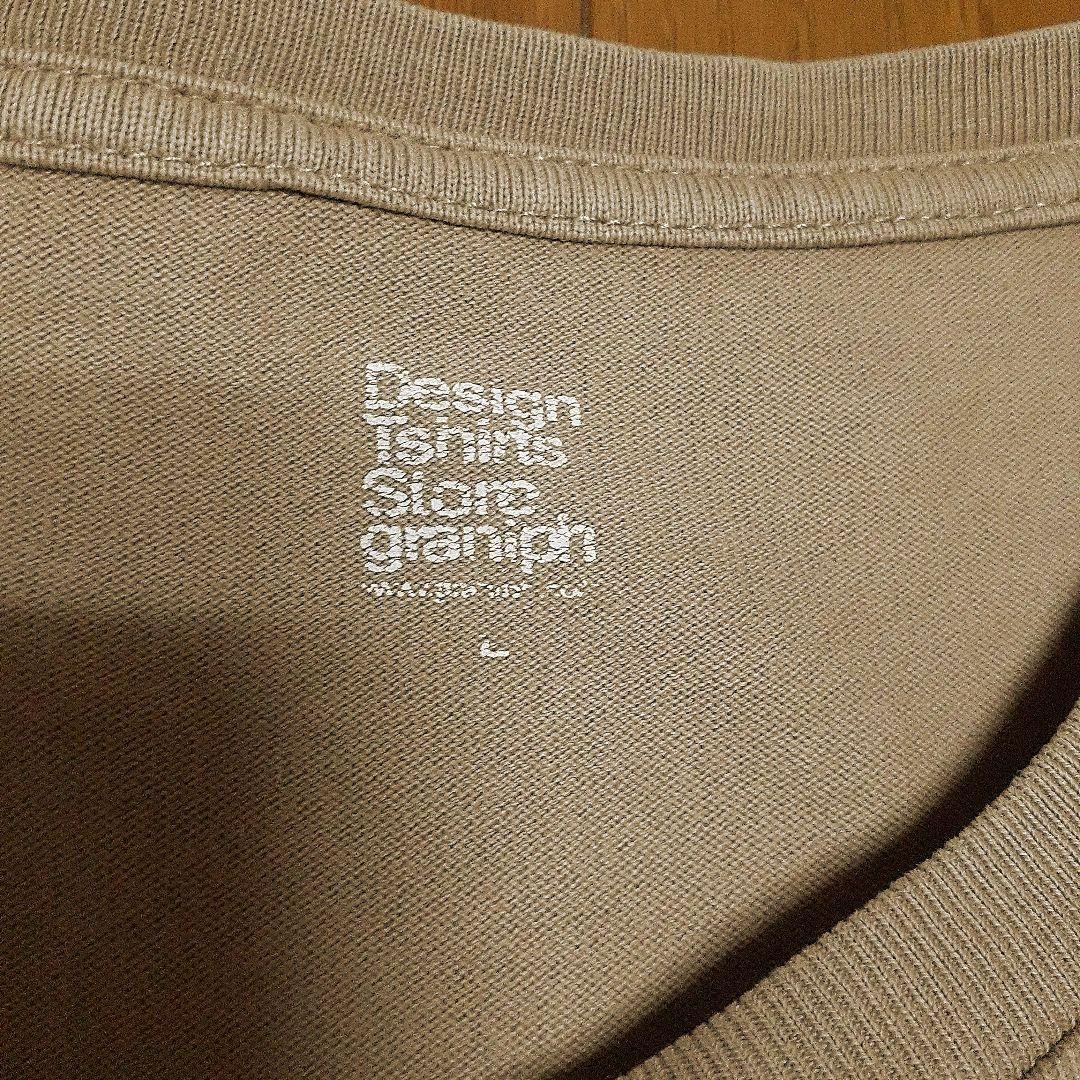 Design
Tshirts
Store
graniph
L